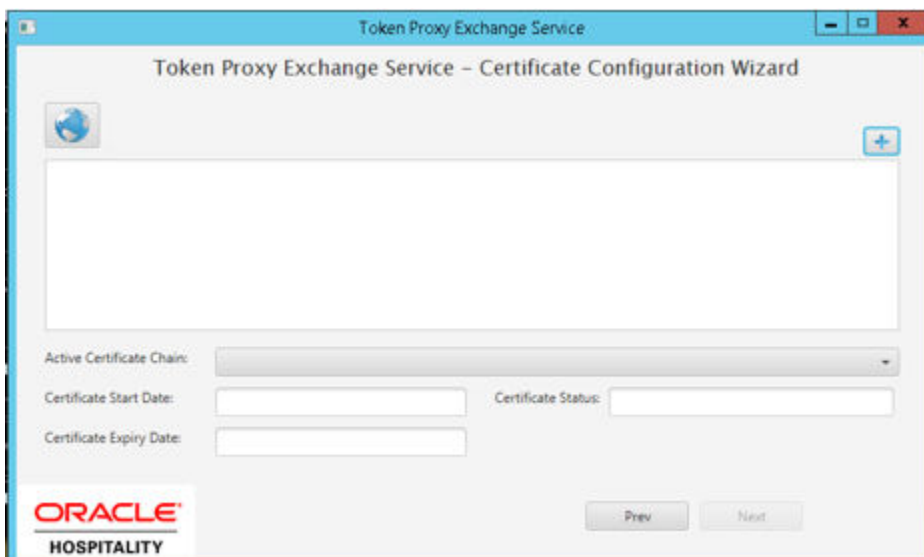 Token Proxy Exchange Service
Token Proxy Exchange Service – Certificate Configuration Wizard
Active Certificate Chain:
Certificate Start Date:
Certificate Status:
Certificate Expiry Date:
ORACLE®
HOSPITALITY
Prev
Next